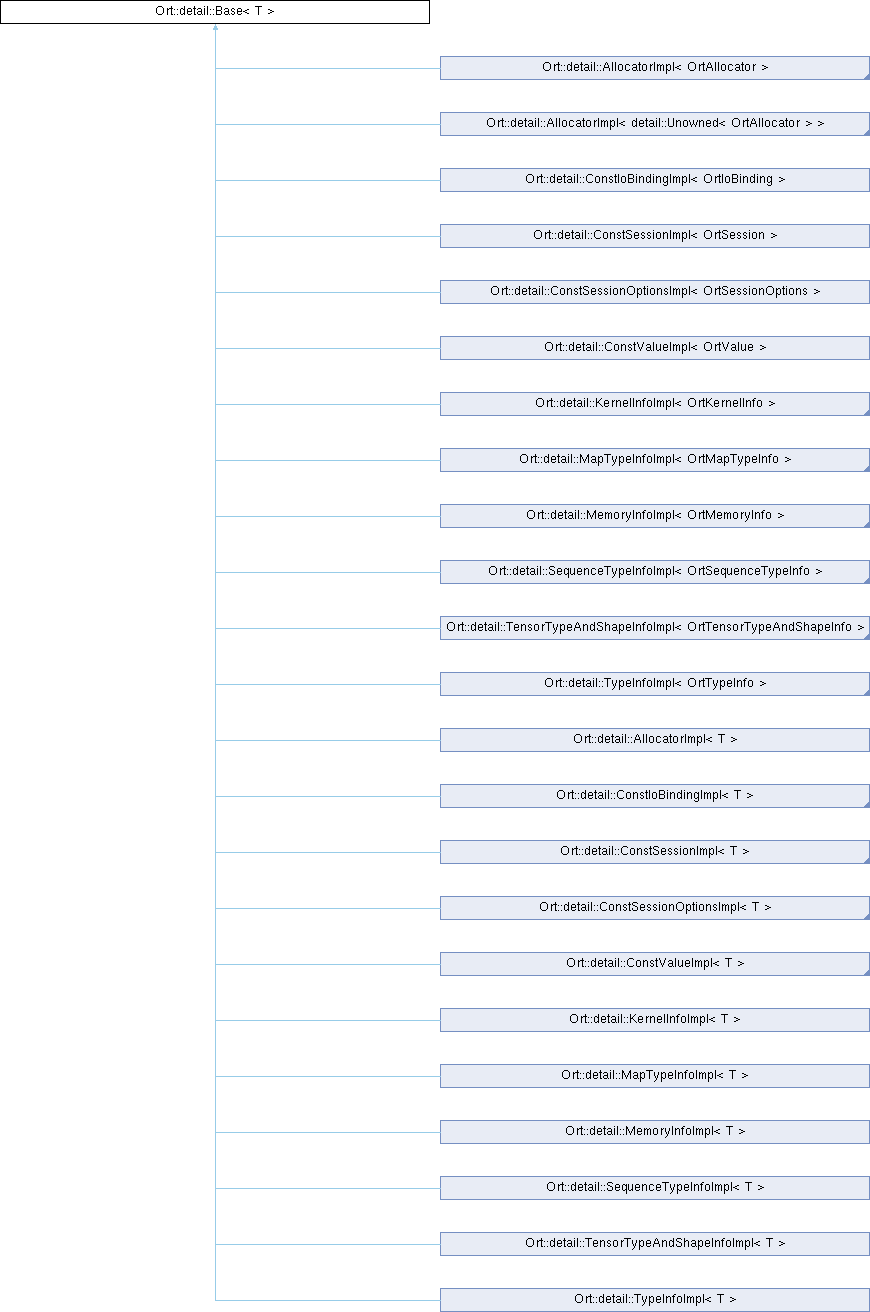 Ort::detail::Base< T >
Ort::detail::AllocatorImpl< OrtAllocator >
Ort::detail::AllocatorImpl< detail::Unowned< OrtAllocator > >
Ort::detail::ConstIoBindingImpl< OrtIoBinding >
Ort::detail::ConstSessionImpl< OrtSession >
Ort::detail::ConstSessionOptionsImpl< OrtSessionOptions >
Ort::detail::ConstValueImpl< OrtValue >
Ort::detail::KernelInfoImpl< OrtKernelInfo >
Ort::detail::MapTypeInfoImpl< OrtMapTypeInfo >
Ort::detail::MemoryInfoImpl< OrtMemoryInfo >
Ort::detail::SequenceTypeInfoImpl< OrtSequenceTypeInfo >
Ort::detail::TensorTypeAndShapeInfoImpl< OrtTensorTypeAndShapeInfo >
Ort::detail::TypeInfoImpl< OrtTypeInfo >
Ort::detail::AllocatorImpl< T >
Ort::detail::ConstIoBindingImpl< T >
Ort::detail::ConstSessionImpl< T >
Ort::detail::ConstSessionOptionsImpl< T >
Ort::detail::ConstValueImpl< T >
Ort::detail::KernelInfoImpl< T >
Ort::detail::MapTypeInfoImpl< T >
Ort::detail::MemoryInfoImpl< T >
Ort::detail::SequenceTypeInfoImpl< T >
Ort::detail::TensorTypeAndShapeInfoImpl< T >
Ort::detail::TypeInfoImpl< T >